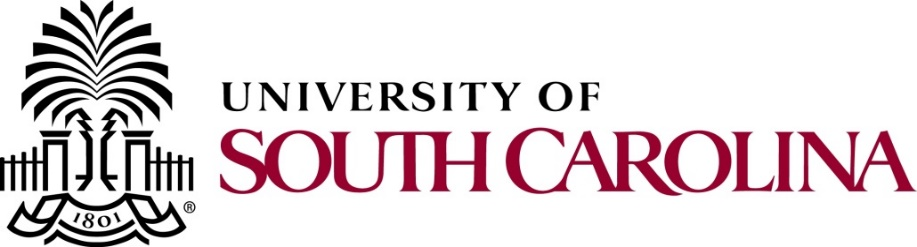 UNIVERSITY OF
SOUTH CAROLINA
1801
®